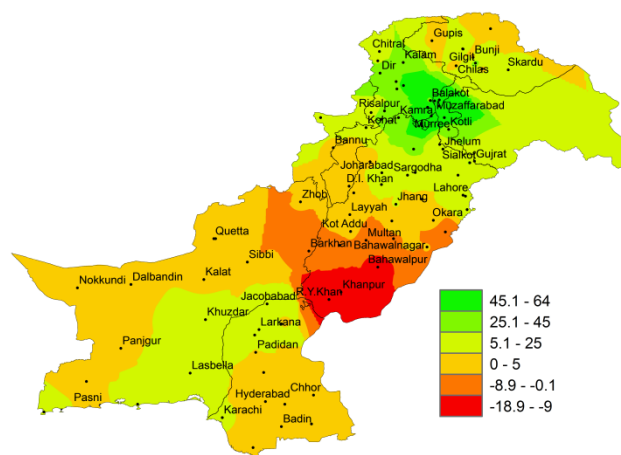 Gupis
Chitral
Kalam
Gilgit
Bunji
Dir
Chilas
Skardu
Balakot
Risalpur
Kamra
Muzaffarabad
Kohat
Murree
Kotli
Bannu
Jhelum
Joharabad
Sialkot
Gujrat
Sargodha
D.I. Khan
Zhob
Lahore
Layyah
Jhang
Okara
Kot Addu
Quetta
Multan
Barkhan
Bahawalnagar
Sibbi
Bahawalpur
Nokkundi
Dalbandin
Kalat
Khanpur
R.Y.Khan
Jacobabad
Khuzdar
Larkana
Panjgur
Padidan
Lasbella
Pasni
Hyderabad
Chhor
Karachi
Badin
45.1 - 64
25.1 - 45
5.1 - 25
0 - 5
-8.9 - -0.1
-18.9 - -9